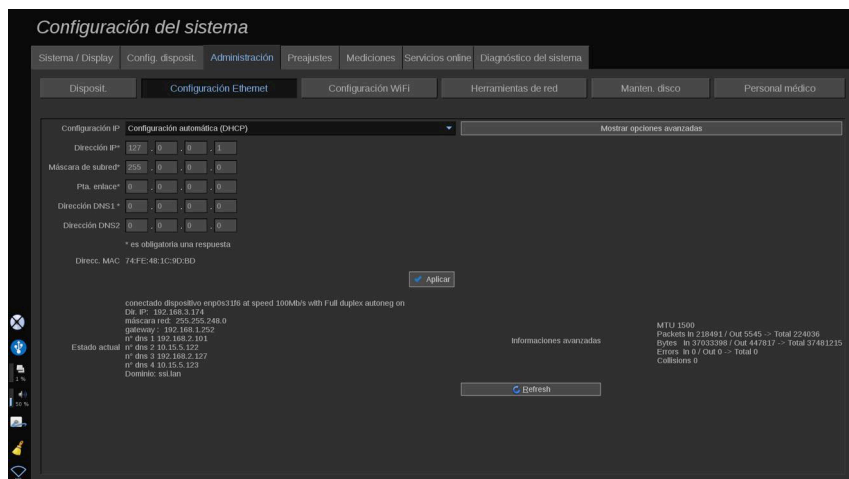 Configuración del sistema
Sistema / Display Config. disposit. Administración Preajustes Mediciones Servicios online Diagnóstico del sistema
Disposit. Configuración Ethernet Configuración WiFi Herramientas de red Manten. disco Personal médico
Configuración IP Configuración automática (DHCP) Mostrar opciones avanzadas
Dirección IP* 127 . 0 . 0 . 1
Máscara de subred* 255 . 0 . 0 . 0
Pta. enlace* 0 . 0 . 0 . 0
Dirección DNS1 * 0 . 0 . 0 . 0
Dirección DNS2 0 . 0 . 0 . 0
* es obligatoria una respuesta
Direcc. MAC 74:FE:48:1C:9D:BD
Aplicar
conectado dispositivo enp0s31f6 at speed 100Mb/s with Full duplex autoneg on
Dir. IP: 192.168.3.174
máscara red: 255.255.248.0
gateway : 192.168.1.252
n° dns 1 192.168.2.101
Estado actual n° dns 2 10.15.5.122
n° dns 3 192.168.2.127
n° dns 4 10.15.5.123
Dominio: ssi.lan
Informaciones avanzadas
MTU 1500
Packets In 218491 / Out 5545 -> Total 224036
Bytes In 37033398 / Out 447817 -> Total 37481215
Errors In 0 / Out 0 -> Total 0
Collisions 0
Refresh
1 %
50 %